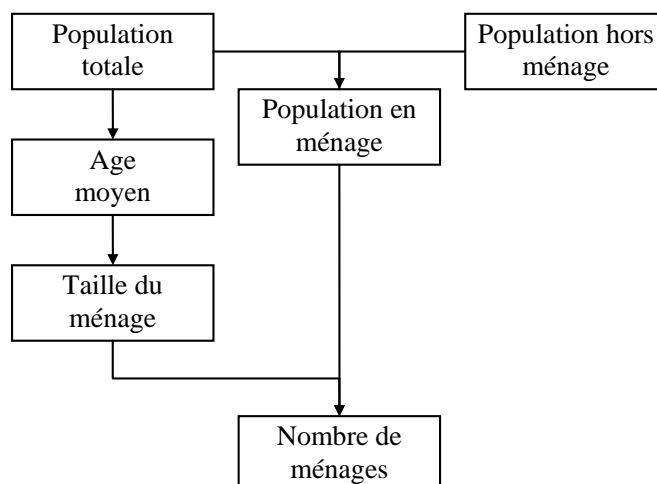 Population
totale
Population hors
ménage
Population en
ménage
Age
moyen
Taille du
ménage
Nombre de
ménages